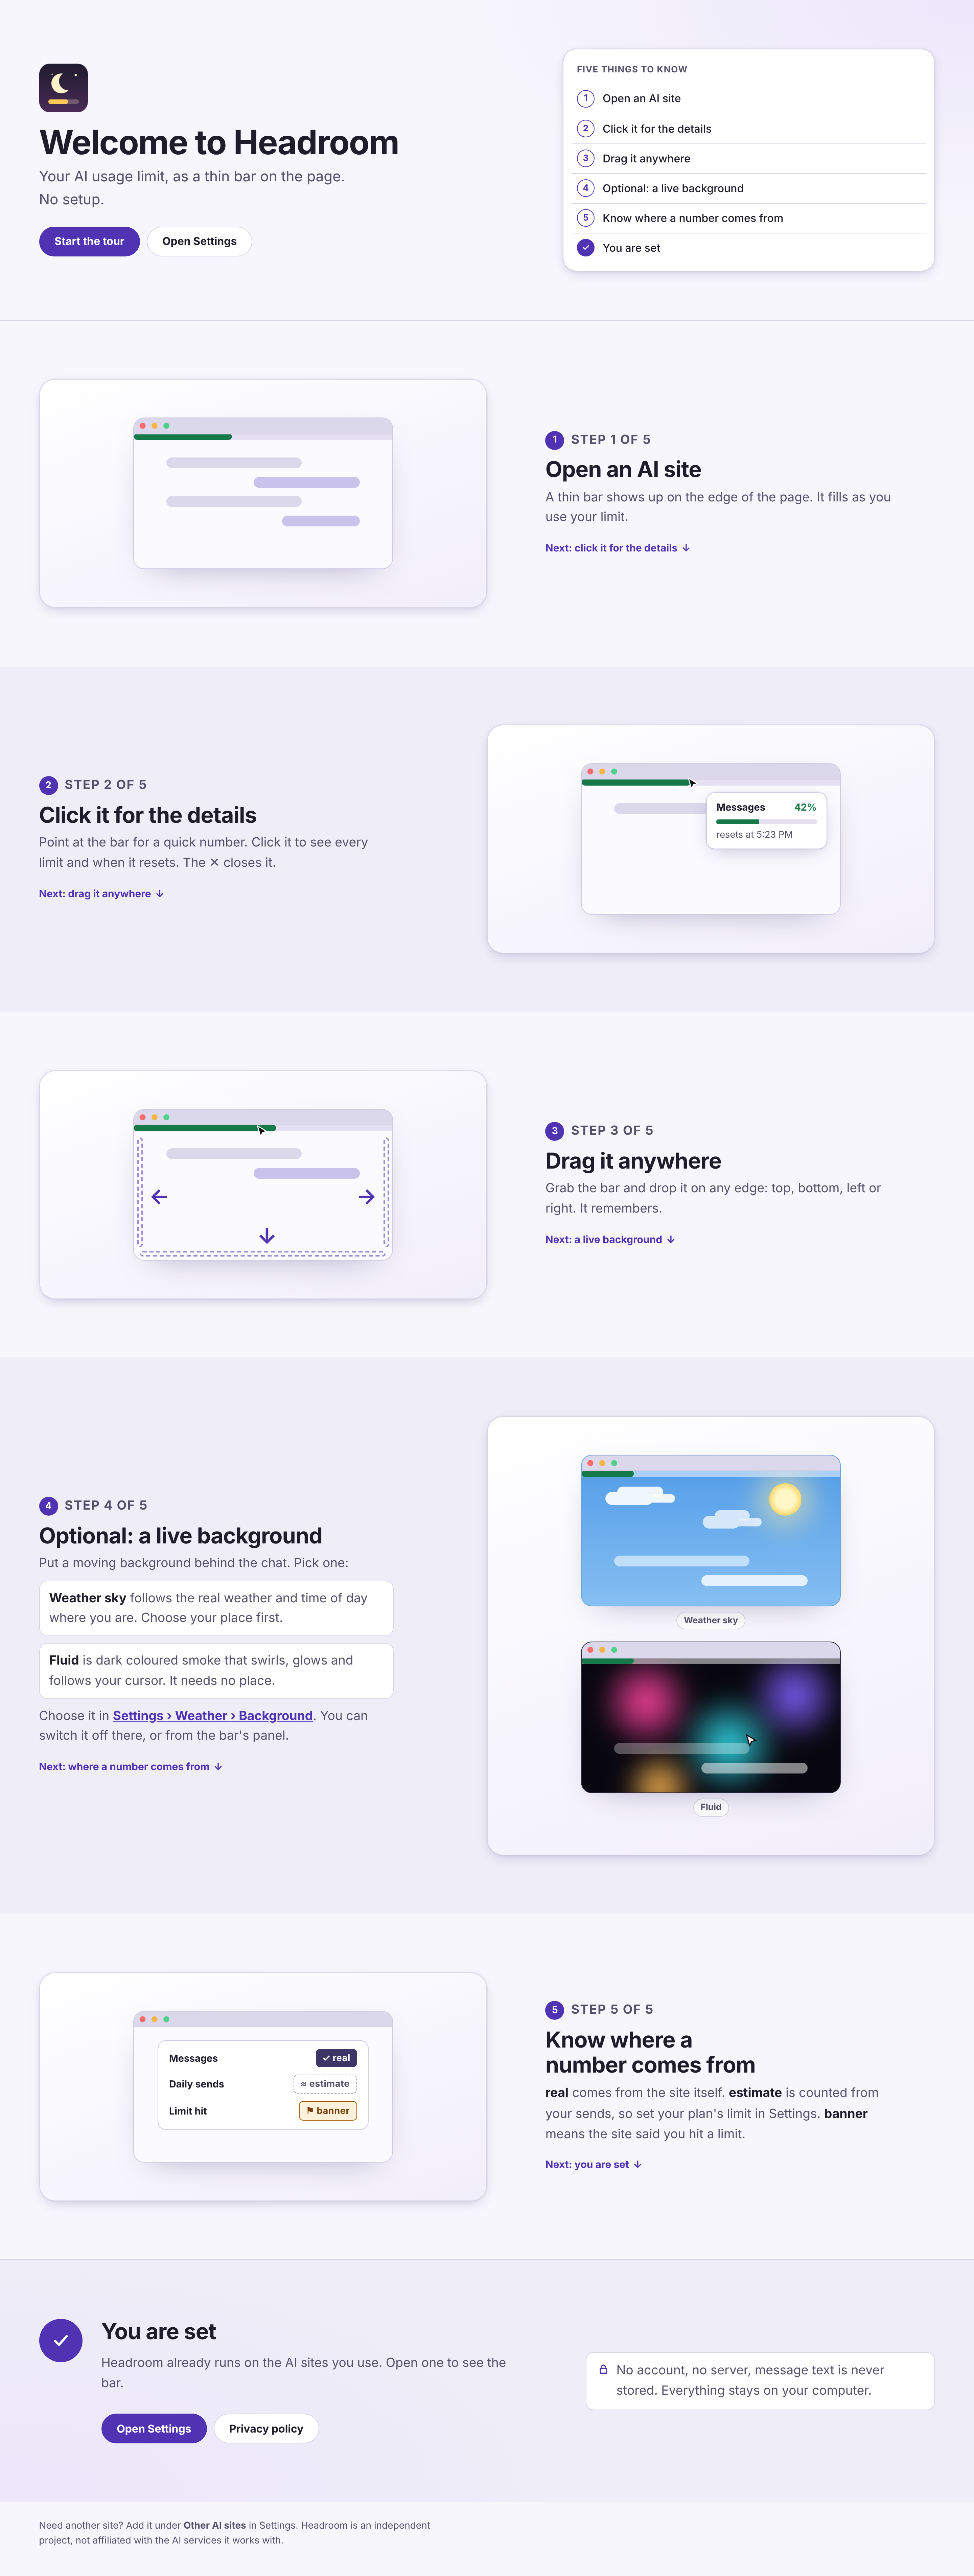 Welcome to Headroom
Your AI usage limit, as a thin bar on the page.
No setup.
Start the tour
Open Settings
FIVE THINGS TO KNOW
1 Open an AI site
2 Click it for the details
3 Drag it anywhere
4 Optional: a live background
5 Know where a number comes from
✓ You are set
1 STEP 1 OF 5
Open an AI site
A thin bar shows up on the edge of the page. It fills as you
use your limit.
Next: click it for the details ↓
2 STEP 2 OF 5
Click it for the details
Point at the bar for a quick number. Click it to see every
limit and when it resets. The ✕ closes it.
Next: drag it anywhere ↓
Messages 42%
resets at 5:23 PM
3 STEP 3 OF 5
Drag it anywhere
Grab the bar and drop it on any edge: top, bottom, left or
right. It remembers.
Next: a live background ↓
4 STEP 4 OF 5
Optional: a live background
Put a moving background behind the chat. Pick one:
Weather sky follows the real weather and time of day
where you are. Choose your place first.
Fluid is dark coloured smoke that swirls, glows and
follows your cursor. It needs no place.
Choose it in Settings › Weather › Background. You can
switch it off there, or from the bar's panel.
Next: where a number comes from ↓
Weather sky
Fluid
Messages ✓ real
Daily sends ≈ estimate
Limit hit ⚑ banner
5 STEP 5 OF 5
Know where a
number comes from
real comes from the site itself. estimate is counted from
your sends, so set your plan's limit in Settings. banner
means the site said you hit a limit.
Next: you are set ↓
You are set
Headroom already runs on the AI sites you use. Open one to see the
bar.
Open Settings
Privacy policy
No account, no server, message text is never
stored. Everything stays on your computer.
Need another site? Add it under Other AI sites in Settings. Headroom is an independent
project, not affiliated with the AI services it works with.